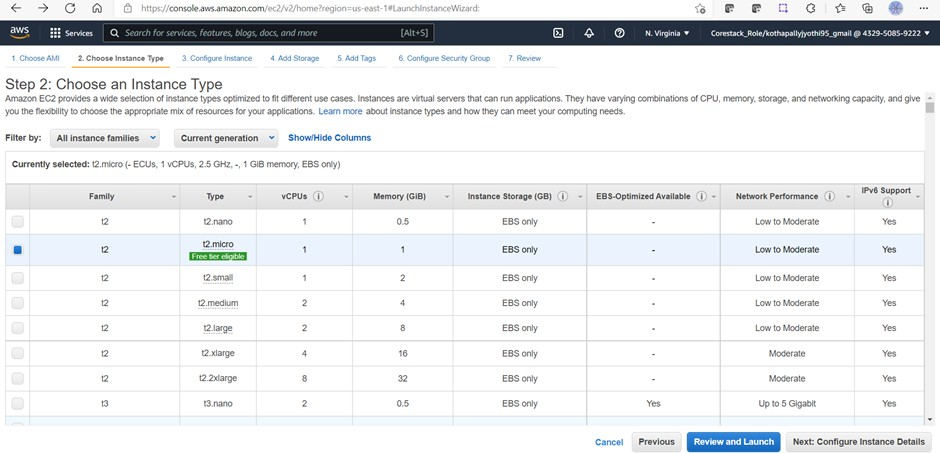 https://console.aws.amazon.com/ec2/v2/home?region=us-east-1#LaunchInstanceWizard:
aws Services Search for services, features, blogs, docs, and more [Alt+S] N. Virginia Corestack_Role/kothapallyjyothi95_gmail @ 4329-5085-9222
1. Choose AMI 2. Choose Instance Type 3. Configure Instance 4. Add Storage 5. Add Tags 6. Configure Security Group 7. Review
Step 2: Choose an Instance Type
Amazon EC2 provides a wide selection of instance types optimized to fit different use cases. Instances are virtual servers that can run applications. They have varying combinations of CPU, memory, storage, and networking capacity, and give
you the flexibility to choose the appropriate mix of resources for your applications. Learn more about instance types and how they can meet your computing needs.
Filter by: All instance families Current generation Show/Hide Columns
Currently selected: t2.micro (- ECUs, 1 vCPUs, 2.5 GHz, -, 1 GiB memory, EBS only)
Family Type vCPUs Memory (GiB) Instance Storage (GB) EBS-Optimized Available Network Performance IPv6 Support
t2 t2.nano 1 0.5 EBS only - Low to Moderate Yes
t2 t2.micro 1 1 EBS only - Low to Moderate Yes
Free tier eligible
t2 t2.small 1 2 EBS only - Low to Moderate Yes
t2 t2.medium 2 4 EBS only - Low to Moderate Yes
t2 t2.large 2 8 EBS only - Low to Moderate Yes
t2 t2.xlarge 4 16 EBS only - Moderate Yes
t2 t2.2xlarge 8 32 EBS only - Moderate Yes
t3 t3.nano 2 0.5 EBS only Yes Up to 5 Gigabit Yes
Cancel Previous Review and Launch Next: Configure Instance Details